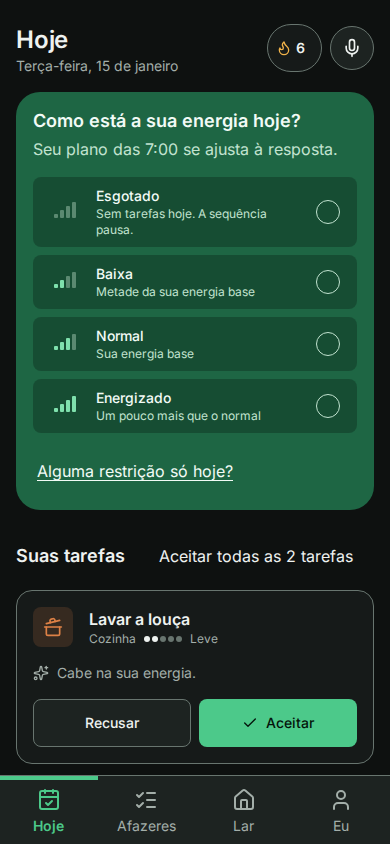 Hoje
6
Terça-feira, 15 de janeiro
Como está a sua energia hoje?
Seu plano das 7:00 se ajusta à resposta.
Esgotado
Sem tarefas hoje. A sequência
pausa.
Baixa
Metade da sua energia base
Normal
Sua energia base
Energizado
Um pouco mais que o normal
Alguma restrição só hoje?
Suas tarefas
Aceitar todas as 2 tarefas
Lavar a louça
Cozinha
Leve
Cabe na sua energia.
Recusar
Aceitar
Hoje
Afazeres
Lar
Eu